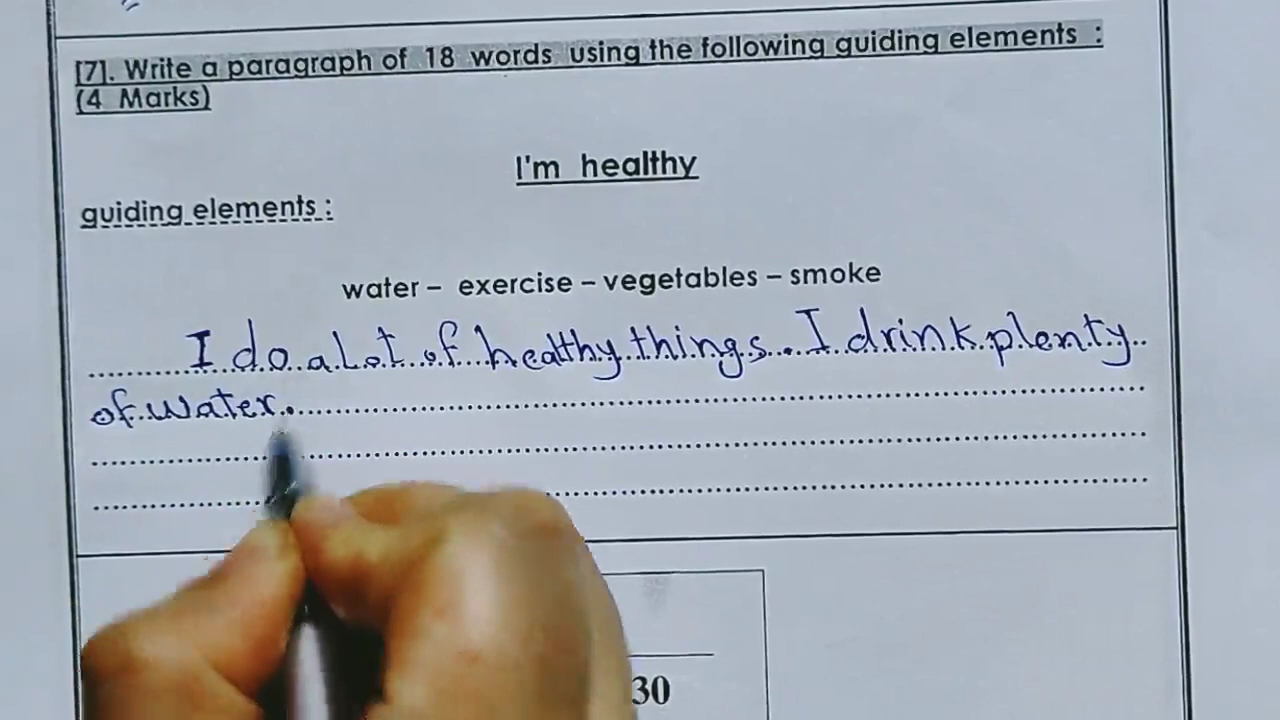 [7]. Write a paragraph of 18 words using the following guiding elements :
(4 Marks)
I'm healthy
guiding elements :
water – exercise – vegetables – smoke
I do a lot of healthy things. I drink plenty
of water.
30